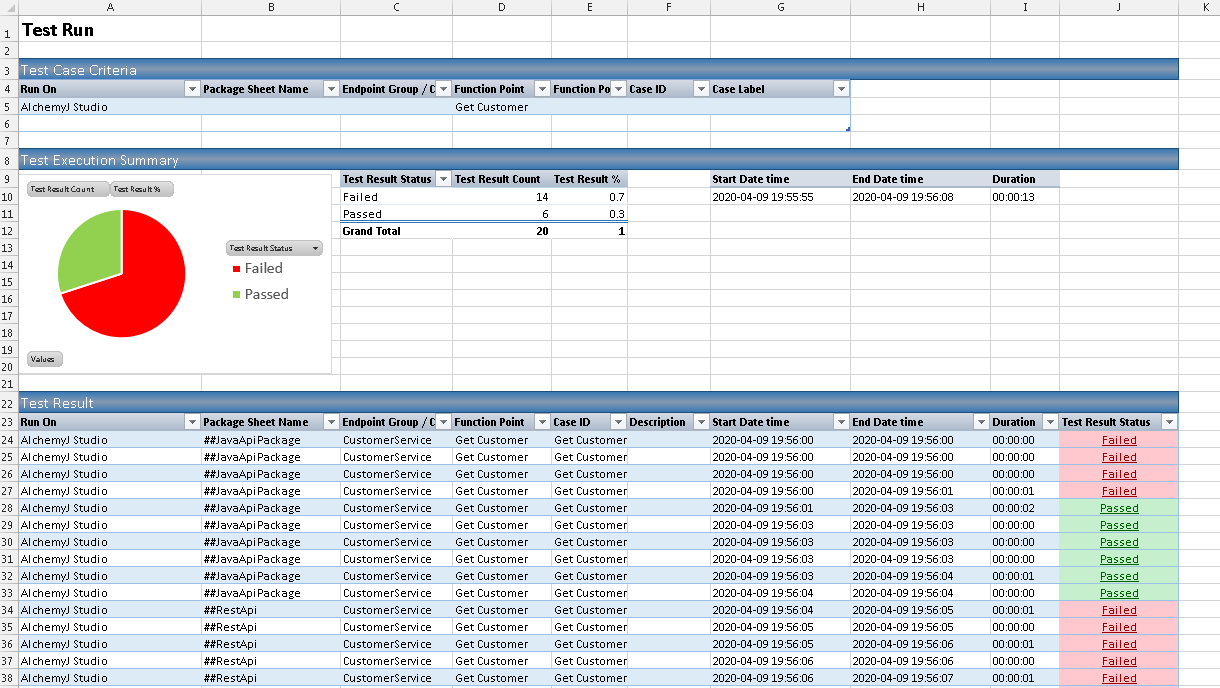 A B C D E F G H I J K
1 Test Run
2
3 Test Case Criteria
4 Run On Package Sheet Name Endpoint Group / C Function Point Function Po Case ID Case Label
5 AlchemyJ Studio Get Customer
6
7
8 Test Execution Summary
9 Test Result Count Test Result % Test Result Status Test Result Count Test Result % Start Date time End Date time Duration
10 Failed 14 0.7 2020-04-09 19:55:55 2020-04-09 19:56:08 00:00:13
11 Passed 6 0.3
12 Grand Total 20 1
13 Test Result Status
14 Failed
15
16 Passed
17
18
19
20 Values
21
22 Test Result
23 Run On Package Sheet Name Endpoint Group / C Function Point Case ID Description Start Date time End Date time Duration Test Result Status
24 AlchemyJ Studio ##JavaApiPackage CustomerService Get Customer Get Customer 2020-04-09 19:56:00 2020-04-09 19:56:00 00:00:00 Failed
25 AlchemyJ Studio ##JavaApiPackage CustomerService Get Customer Get Customer 2020-04-09 19:56:00 2020-04-09 19:56:00 00:00:00 Failed
26 AlchemyJ Studio ##JavaApiPackage CustomerService Get Customer Get Customer 2020-04-09 19:56:00 2020-04-09 19:56:00 00:00:00 Failed
27 AlchemyJ Studio ##JavaApiPackage CustomerService Get Customer Get Customer 2020-04-09 19:56:00 2020-04-09 19:56:01 00:00:01 Failed
28 AlchemyJ Studio ##JavaApiPackage CustomerService Get Customer Get Customer 2020-04-09 19:56:01 2020-04-09 19:56:03 00:00:02 Passed
29 AlchemyJ Studio ##JavaApiPackage CustomerService Get Customer Get Customer 2020-04-09 19:56:03 2020-04-09 19:56:03 00:00:00 Passed
30 AlchemyJ Studio ##JavaApiPackage CustomerService Get Customer Get Customer 2020-04-09 19:56:03 2020-04-09 19:56:03 00:00:00 Passed
31 AlchemyJ Studio ##JavaApiPackage CustomerService Get Customer Get Customer 2020-04-09 19:56:03 2020-04-09 19:56:03 00:00:00 Passed
32 AlchemyJ Studio ##JavaApiPackage CustomerService Get Customer Get Customer 2020-04-09 19:56:03 2020-04-09 19:56:04 00:00:01 Passed
33 AlchemyJ Studio ##JavaApiPackage CustomerService Get Customer Get Customer 2020-04-09 19:56:04 2020-04-09 19:56:04 00:00:00 Passed
34 AlchemyJ Studio ##RestApi CustomerService Get Customer Get Customer 2020-04-09 19:56:04 2020-04-09 19:56:05 00:00:01 Failed
35 AlchemyJ Studio ##RestApi CustomerService Get Customer Get Customer 2020-04-09 19:56:05 2020-04-09 19:56:05 00:00:00 Failed
36 AlchemyJ Studio ##RestApi CustomerService Get Customer Get Customer 2020-04-09 19:56:05 2020-04-09 19:56:06 00:00:01 Failed
37 AlchemyJ Studio ##RestApi CustomerService Get Customer Get Customer 2020-04-09 19:56:06 2020-04-09 19:56:06 00:00:00 Failed
38 AlchemyJ Studio ##RestApi CustomerService Get Customer Get Customer 2020-04-09 19:56:06 2020-04-09 19:56:07 00:00:01 Failed